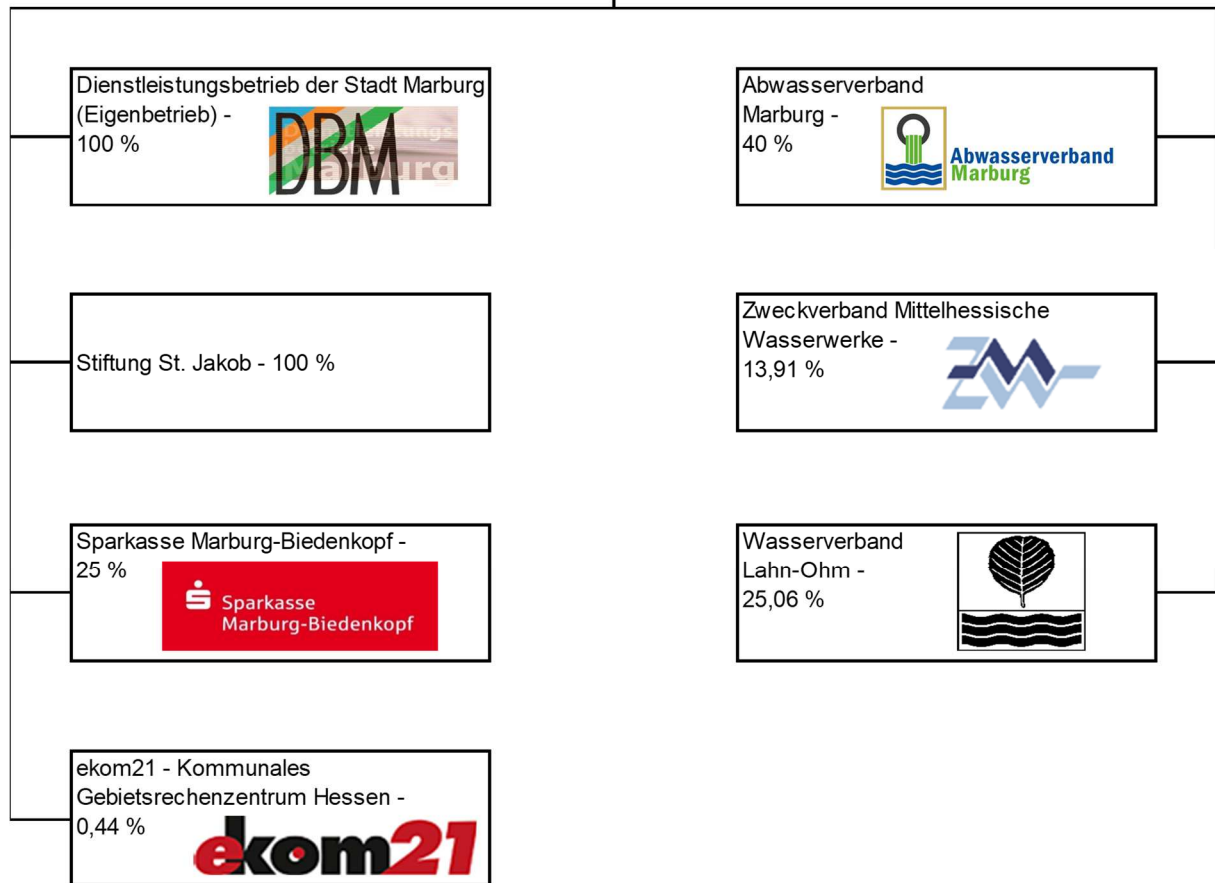 Dienstleistungsbetrieb der Stadt Marburg
(Eigenbetrieb) -
100 %
DBM
Marburg
Stiftung St. Jakob - 100 %
Sparkasse Marburg-Biedenkopf -
25 %
Sparkasse
Marburg-Biedenkopf
ekom21 - Kommunales
Gebietsrechenzentrum Hessen -
0,44 %
ekom21
Abwasserverband
Marburg -
40 %
Abwasserverband
Marburg
Zweckverband Mittelhessische
Wasserwerke -
13,91 %
ZMW
Wasserverband
Lahn-Ohm -
25,06 %